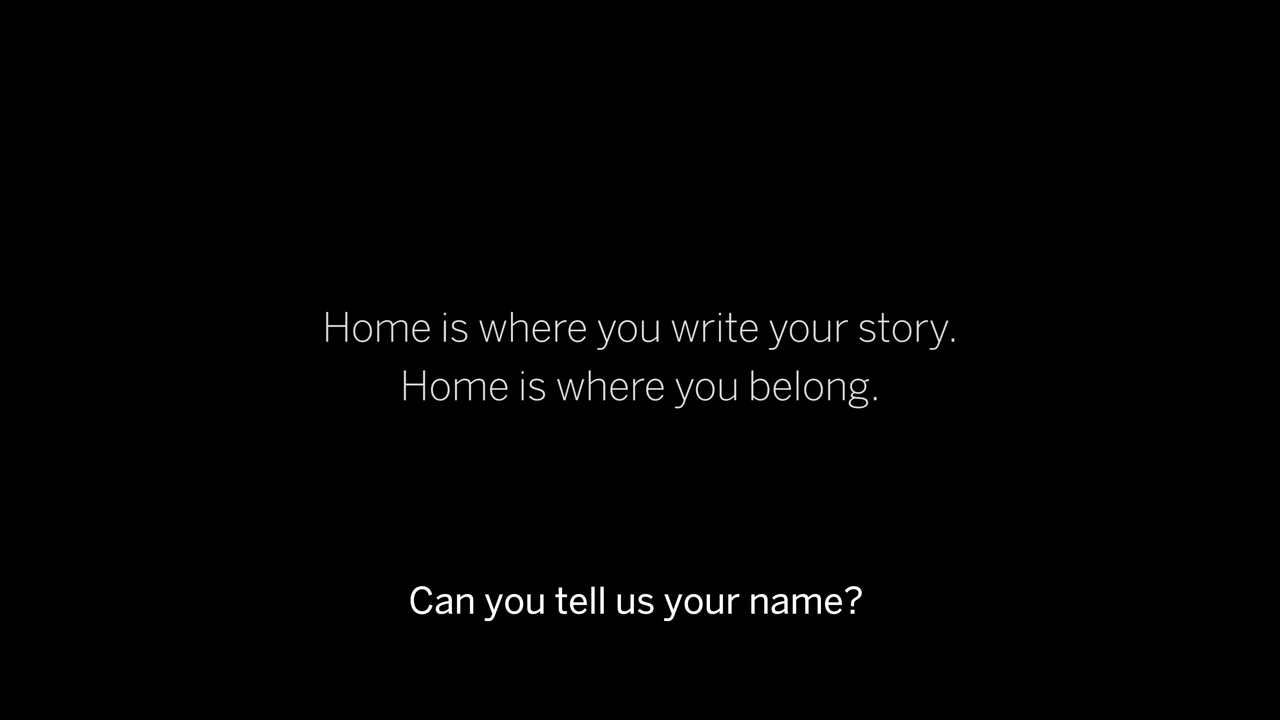 Home is where you write your story.
Home is where you belong.
Can you tell us your name?